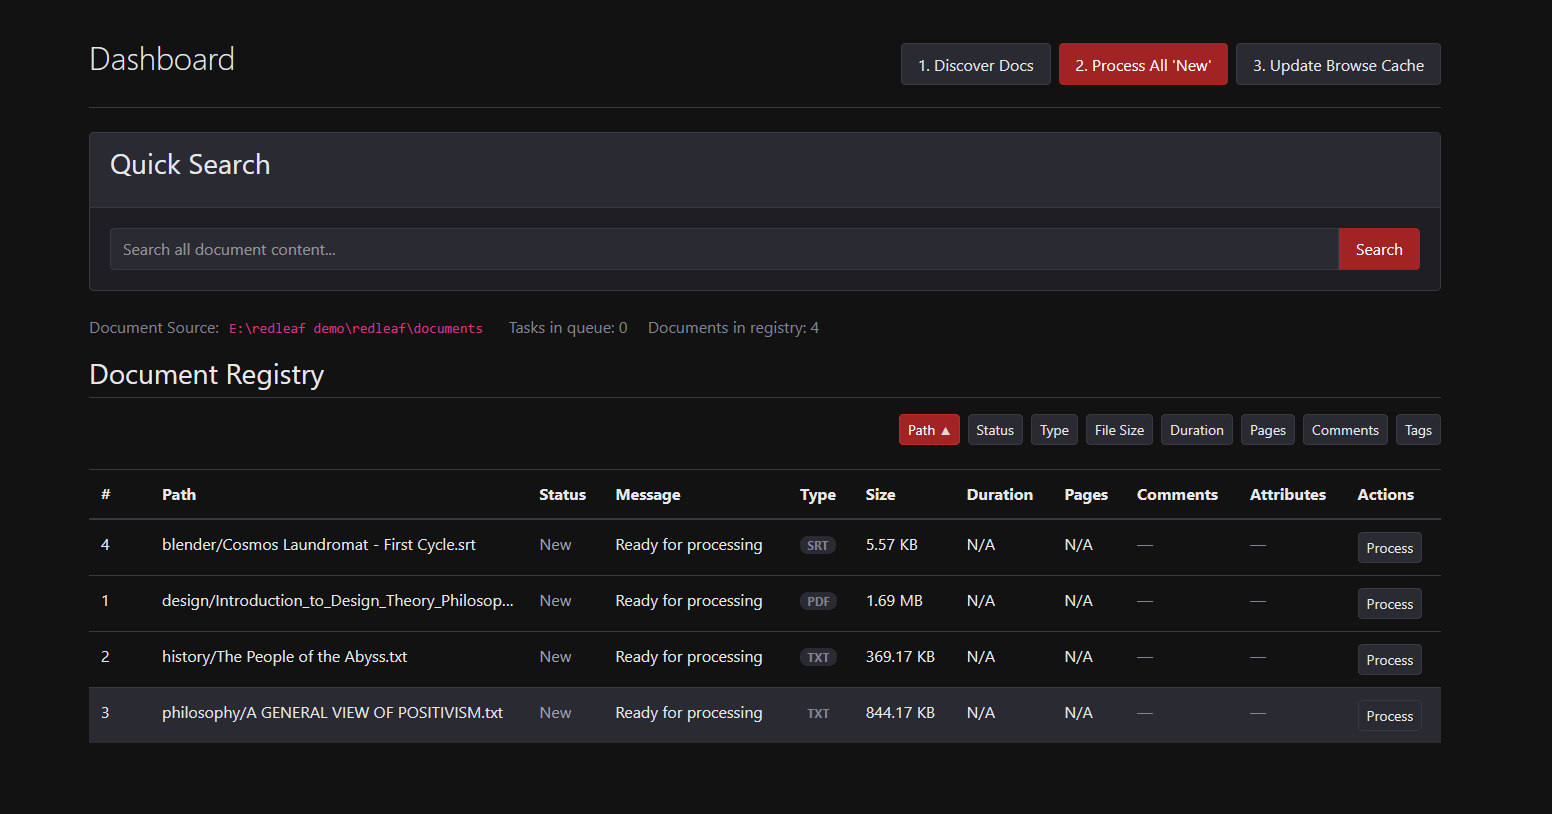 Dashboard
1. Discover Docs 2. Process All 'New' 3. Update Browse Cache
Quick Search
Search all document content... Search
Document Source: E:\redleaf demo\redleaf\documents Tasks in queue: 0 Documents in registry: 4
Document Registry
Path ▲ Status Type File Size Duration Pages Comments Tags
# Path Status Message Type Size Duration Pages Comments Attributes Actions
4 blender/Cosmos Laundromat - First Cycle.srt New Ready for processing SRT 5.57 KB N/A N/A — — Process
1 design/Introduction_to_Design_Theory_Philosop... New Ready for processing PDF 1.69 MB N/A N/A — — Process
2 history/The People of the Abyss.txt New Ready for processing TXT 369.17 KB N/A N/A — — Process
3 philosophy/A GENERAL VIEW OF POSITIVISM.txt New Ready for processing TXT 844.17 KB N/A N/A — — Process